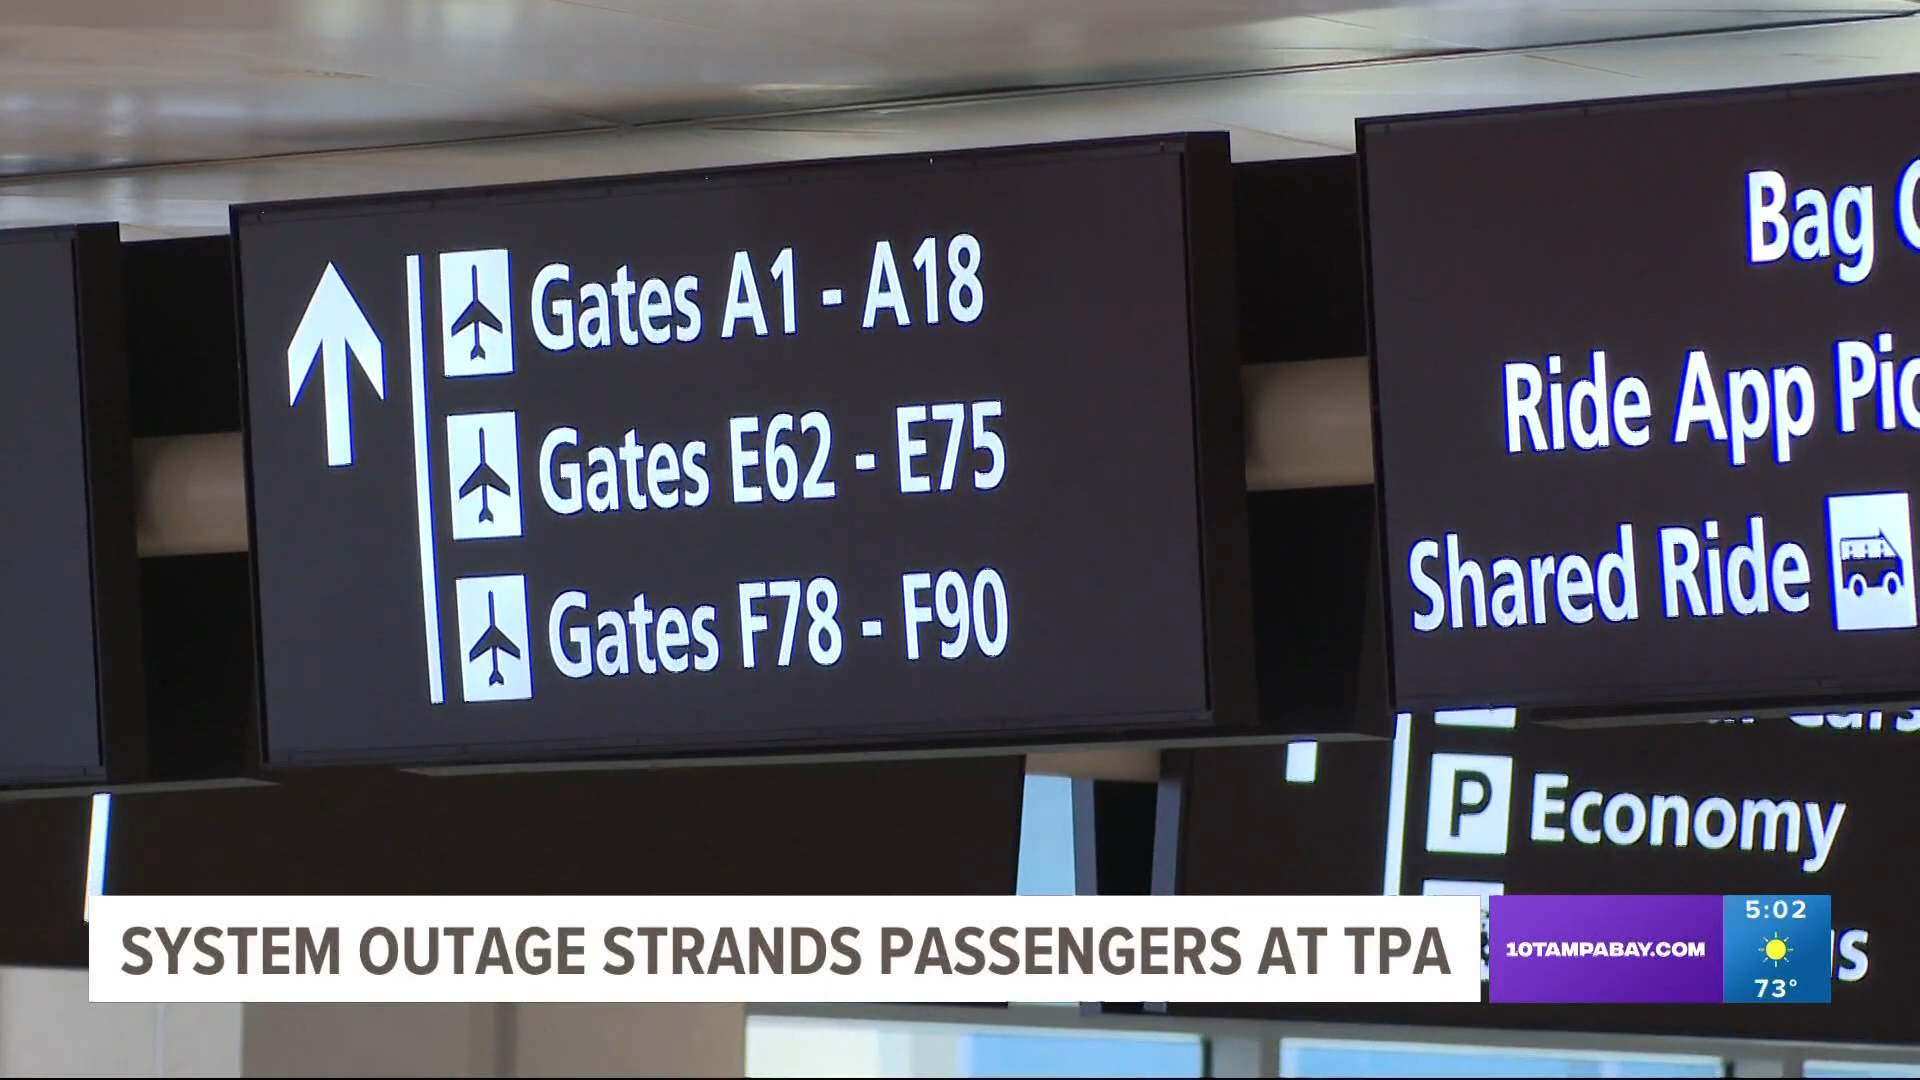 Gates A1 - A18
Gates E62 - E75
Gates F78 - F90
Bag
Ride App
Shared Ride
P Economy
SYSTEM OUTAGE STRANDS PASSENGERS AT TPA
10TAMPABAY.COM
5:02
73°